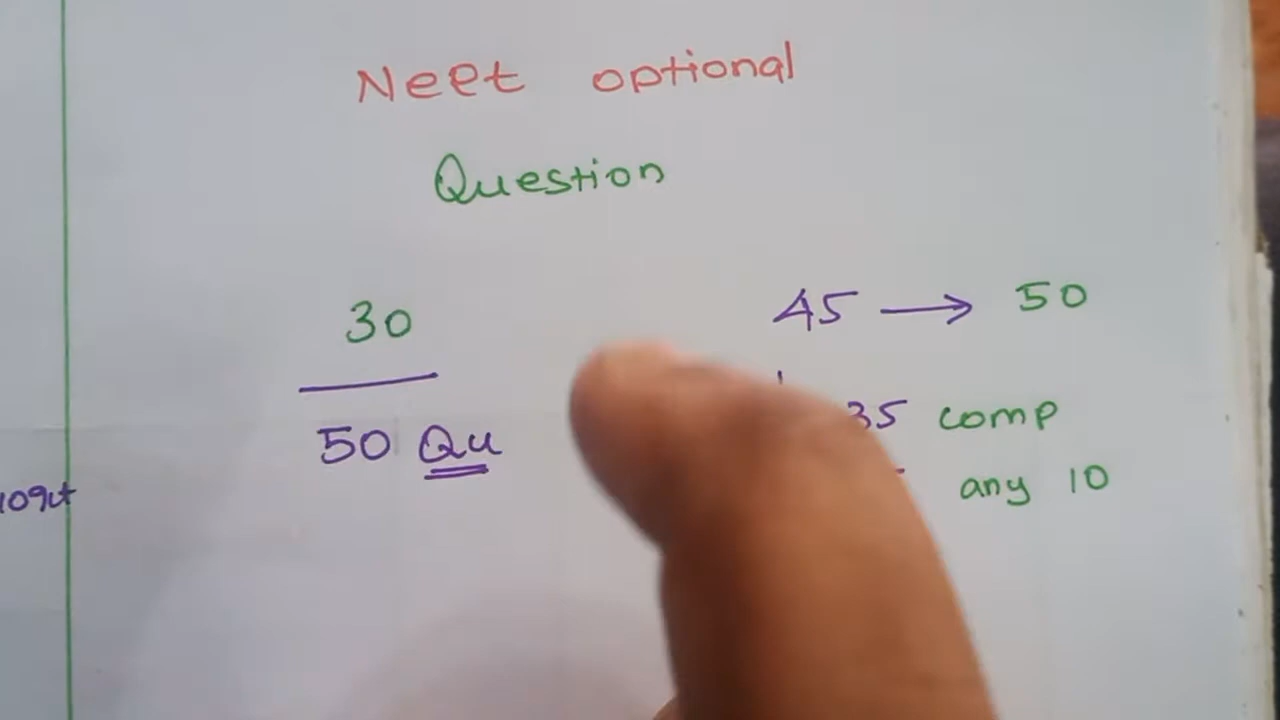 Neet optional
Question
30
50 Qu
45 → 50
35 comp
any 10